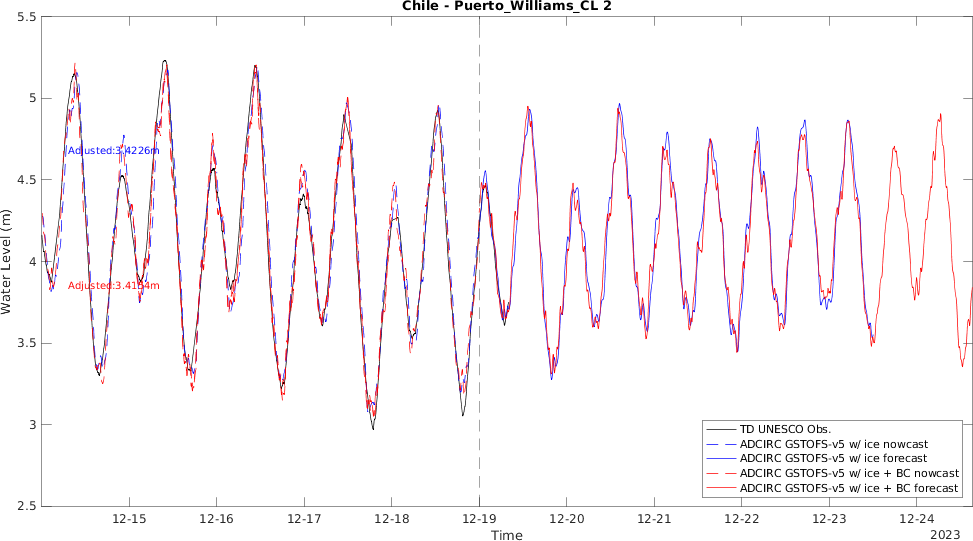 Chile - Puerto_Williams_CL 2
5.5
5
4.5
4
3.5
3
2.5
Water Level (m)
Adjusted:3.4226m
Adjusted:3.4164m
TD UNESCO Obs.
ADCIRC GSTOFS-v5 w/ ice nowcast
ADCIRC GSTOFS-v5 w/ ice forecast
ADCIRC GSTOFS-v5 w/ ice + BC nowcast
ADCIRC GSTOFS-v5 w/ ice + BC forecast
12-15 12-16 12-17 12-18 12-19 12-20 12-21 12-22 12-23 12-24
Time
2023